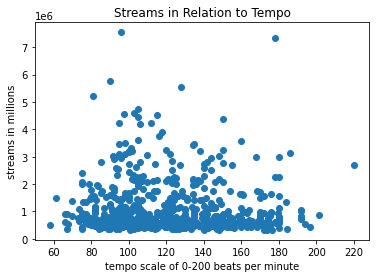 Streams in Relation to Tempo
1e6
7
6
5
4
3
2
1
0
streams in millions
60 80 100 120 140 160 180 200 220
tempo scale of 0-200 beats per minute